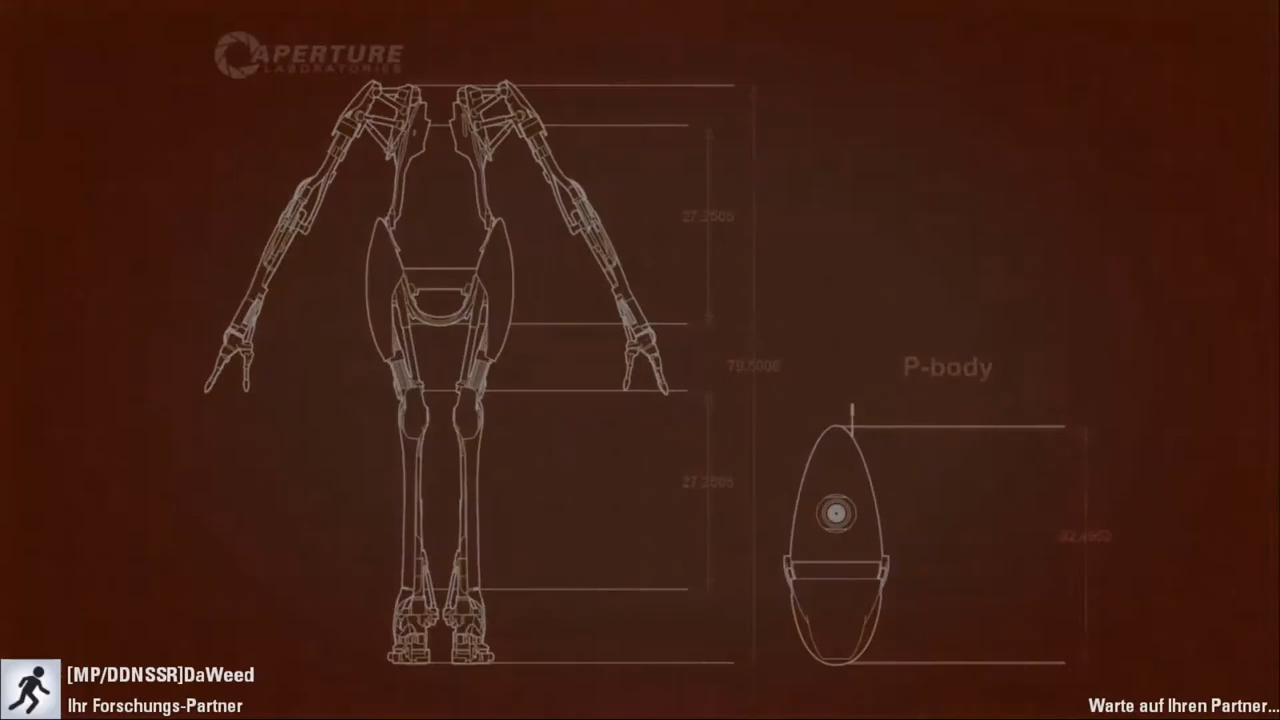 APERTURE
LABORATORIES
27.2505
79.5006
P-body
27.2505
[MP/DDNSSR]DaWeed
Ihr Forschungs-Partner
Warte auf Ihren Partner...